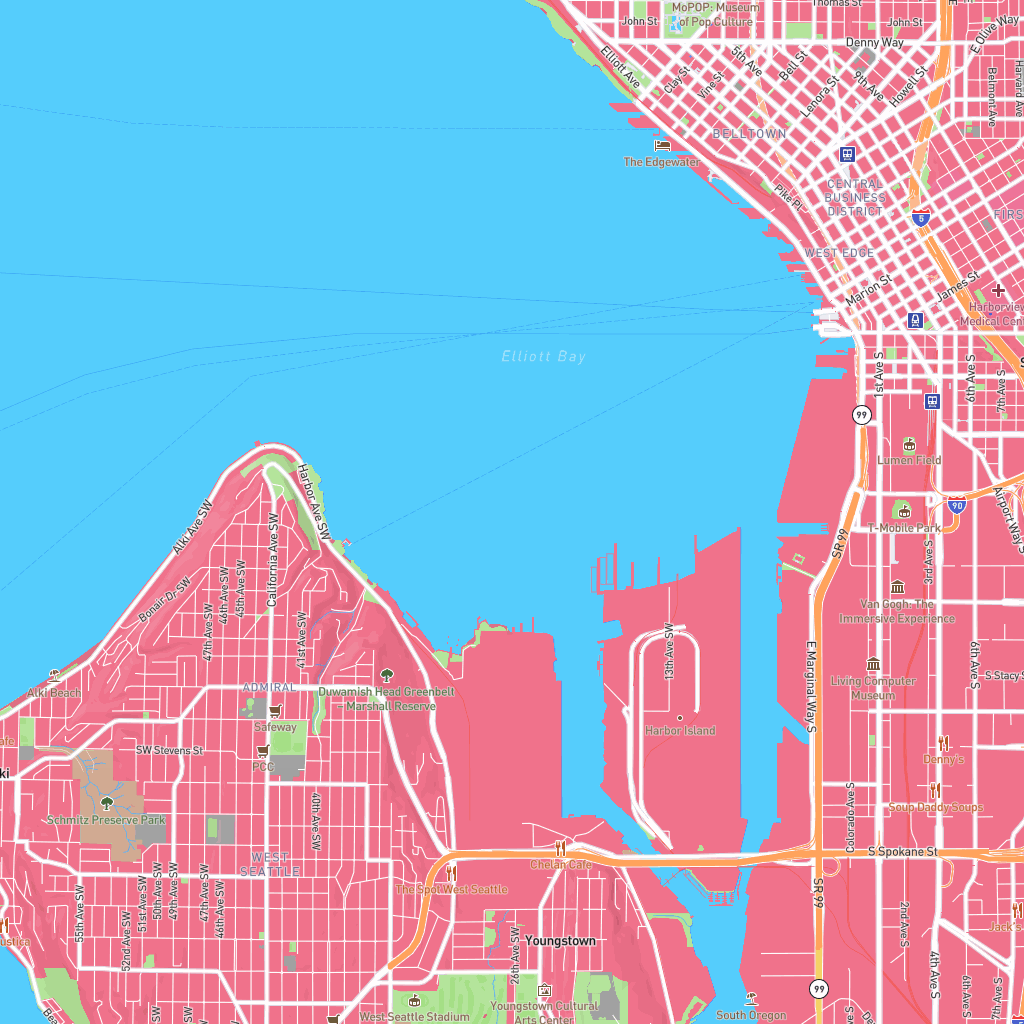 MoPOP: Museum
of Pop Culture
John St
Thomas St
John St
E Olive Way
Denny Way
Elliott Ave
Clay St
Vine St
5th Ave
Bell St
Lenora St
9th Ave
Howell St
Belmont Ave
Harvard Ave
BELLTOWN
The Edgewater
Pike Pl
CENTRAL
BUSINESS
DISTRICT
5
FIRS
WEST EDGE
Marion St
James St
Harborview
Medical Cent
Elliott Bay
1st Ave S
6th Ave S
7th Ave S
S
99
Lumen Field
T-Mobile Park
90
Airport Way S
SR 99
3rd Ave S
Harbor Ave SW
Alki Ave SW
California Ave SW
Bonair Dr SW
47th Ave SW
46th Ave SW
45th Ave SW
41st Ave SW
13th Ave SW
Van Gogh: The
Immersive Experience
E Marginal Way S
Living Computer
Museum
6th Ave S
S Stacy S
Alki Beach
ADMIRAL
Duwamish Head Greenbelt
– Marshall Reserve
Safeway
Harbor Island
afe
SW Stevens St
PCC
ki
Denny's
Schmitz Preserve Park
40th Ave SW
Soup Daddy Soups
Colorado Ave S
S Spokane St
WEST
SEATTLE
Chelan Cafe
The Spot West Seattle
55th Ave SW
52nd Ave SW
51st Ave SW
50th Ave SW
49th Ave SW
47th Ave SW
46th Ave SW
SR 99
2nd Ave S
Jack's
ustica
Youngstown
26th Ave SW
4th Ave S
6th Ave S
7th Ave S
99
Bea
West Seattle Stadium
Youngstown Cultural
Arts Center
South Oregon
1st Ave S
De